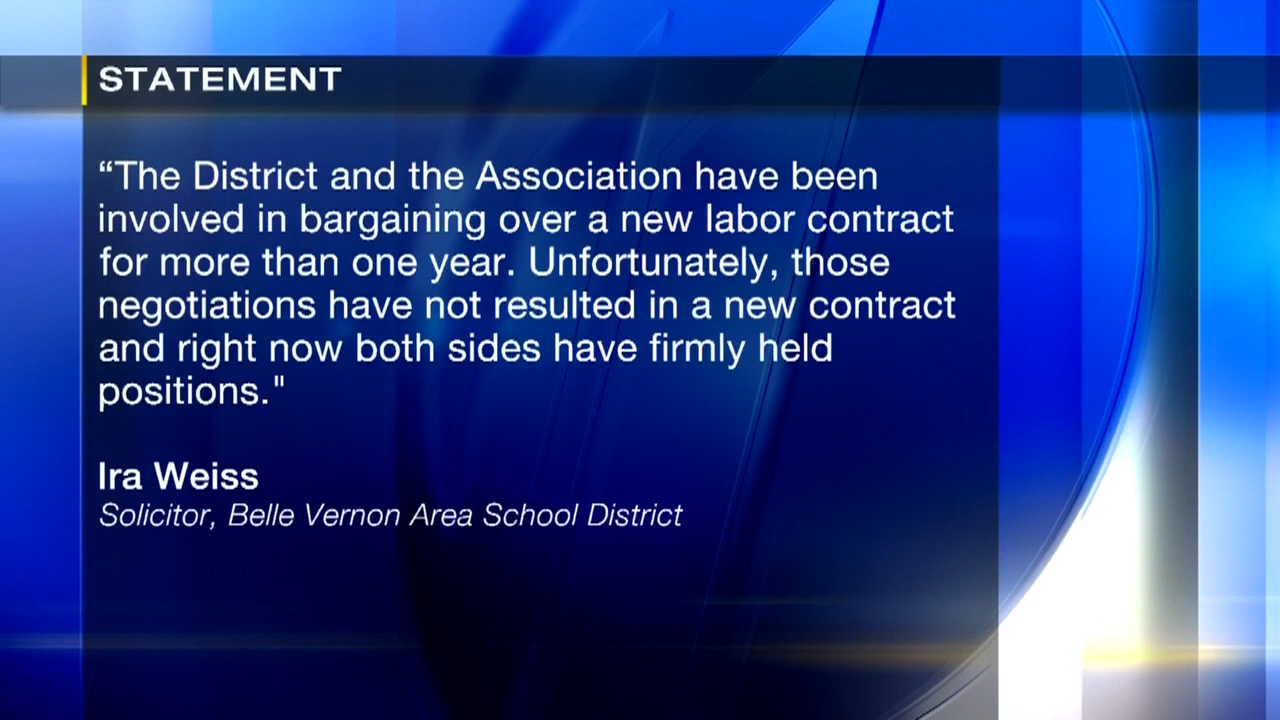 STATEMENT
“The District and the Association have been
involved in bargaining over a new labor contract
for more than one year. Unfortunately, those
negotiations have not resulted in a new contract
and right now both sides have firmly held
positions."
Ira Weiss
Solicitor, Belle Vernon Area School District